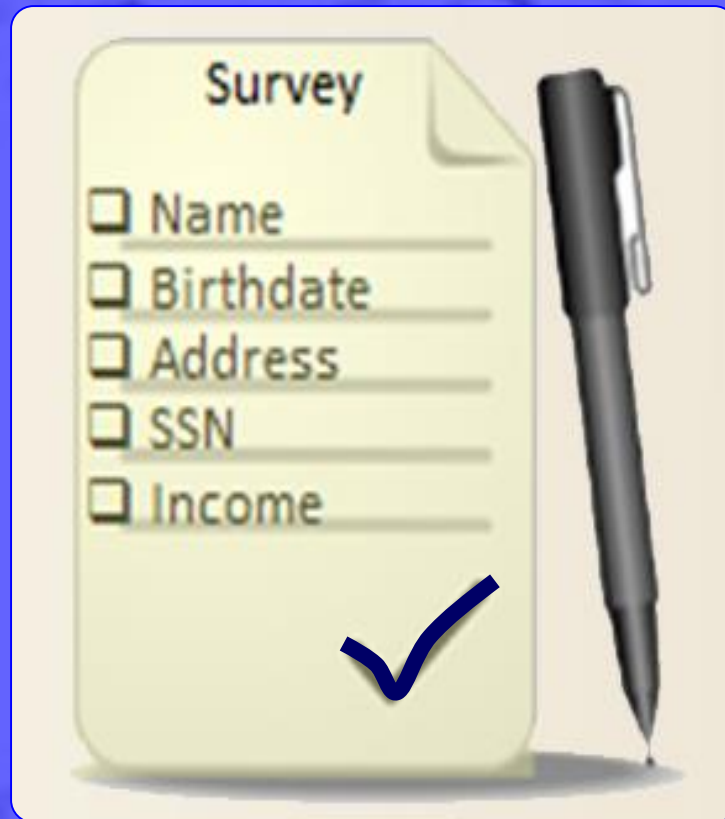 Survey
❑ Name
❑ Birthdate
❑ Address
❑ SSN
❑ Income